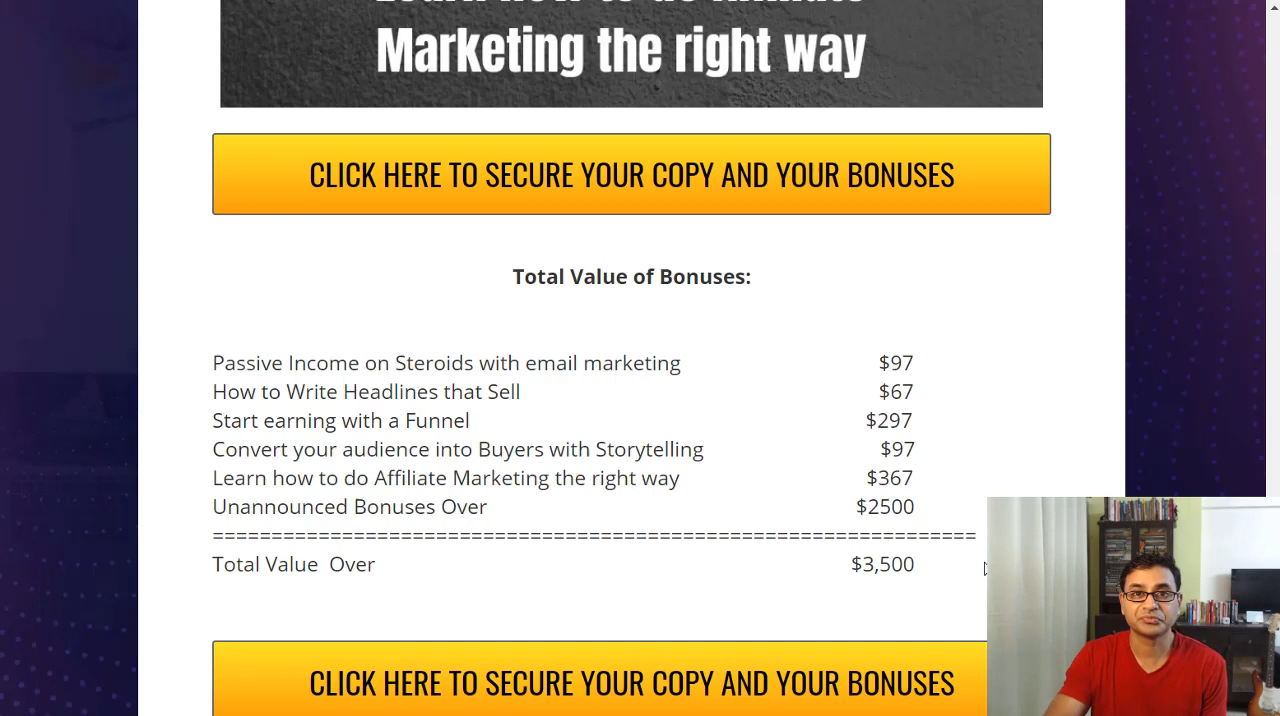 Marketing the right way
CLICK HERE TO SECURE YOUR COPY AND YOUR BONUSES
Total Value of Bonuses:
Passive Income on Steroids with email marketing $97
How to Write Headlines that Sell $67
Start earning with a Funnel $297
Convert your audience into Buyers with Storytelling $97
Learn how to do Affiliate Marketing the right way $367
Unannounced Bonuses Over $2500
=================================================================
Total Value Over $3,500
CLICK HERE TO SECURE YOUR COPY AND YOUR BONUSES